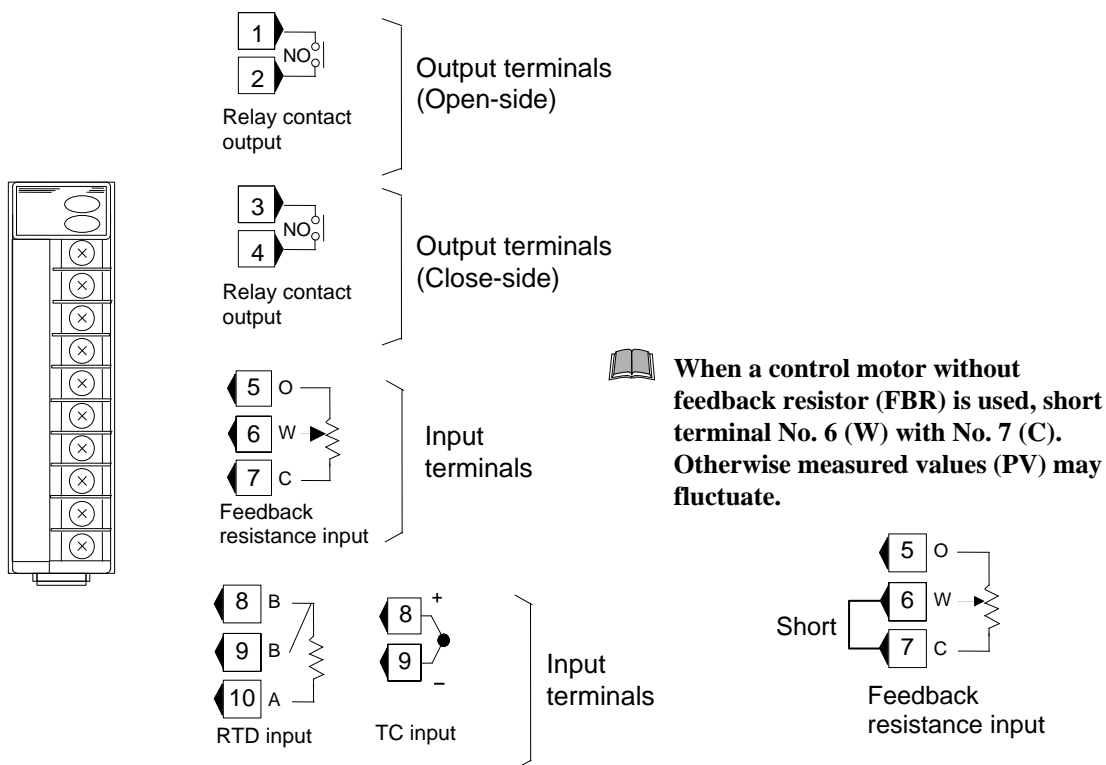 1
NO
2
Relay contact
output
Output terminals
(Open-side)
3
NO
4
Relay contact
output
Output terminals
(Close-side)
5 O
6 W
7 C
Feedback
resistance input
Input
terminals
When a control motor without
feedback resistor (FBR) is used, short
terminal No. 6 (W) with No. 7 (C).
Otherwise measured values (PV) may
fluctuate.
8 B
9 B
10 A
RTD input
8 +
9 −
TC input
Input
terminals
5 O
6 W
7 C
Short
Feedback
resistance input